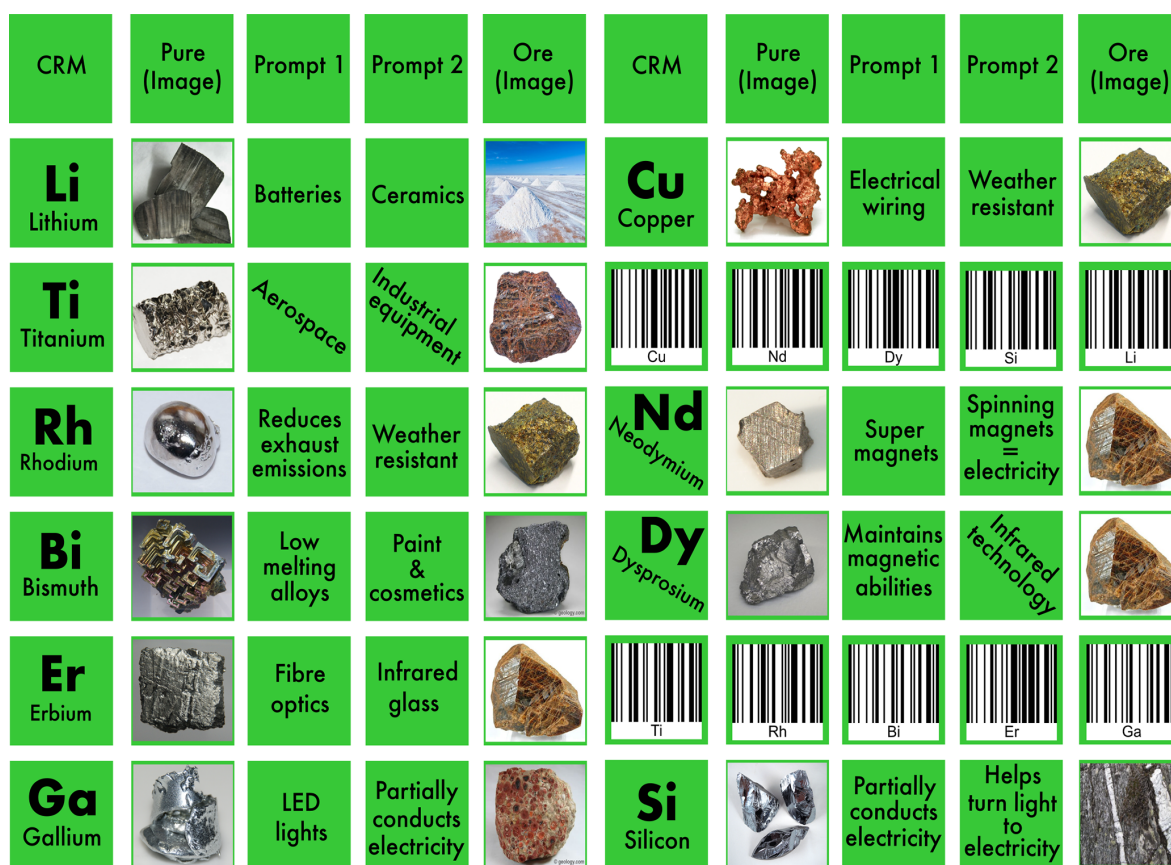 CRM
Pure
(Image)
Prompt 1
Prompt 2
Ore
(Image)
CRM
Pure
(Image)
Prompt 1
Prompt 2
Ore
(Image)
Li
Lithium
Batteries
Ceramics
Cu
Copper
Electrical
wiring
Weather
resistant
Ti
Titanium
Aerospace
Industrial
equipment
Cu
Nd
Dy
Si
Li
Rh
Rhodium
Reduces
exhaust
emissions
Weather
resistant
Nd
Neodymium
Super
magnets
Spinning
magnets
=
electricity
Bi
Bismuth
Low
melting
alloys
Paint
&
cosmetics
© geology.com
Dy
Dysprosium
Maintains
magnetic
abilities
Infrared
technology
Er
Erbium
Fibre
optics
Infrared
glass
Ti
Rh
Bi
Er
Ga
Ga
Gallium
LED
lights
Partially
conducts
electricity
© geology.com
Si
Silicon
Partially
conducts
electricity
Helps
turn light
to
electricity